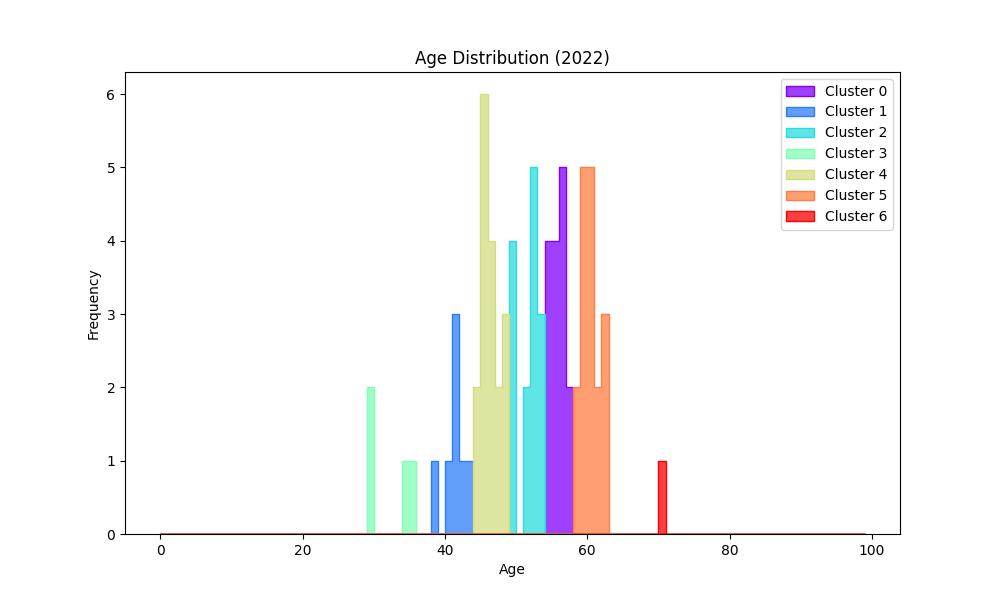 Age Distribution (2022)
Cluster 0
Cluster 1
Cluster 2
Cluster 3
Cluster 4
Cluster 5
Cluster 6
6
5
4
3
2
1
0
Frequency
0 20 40 60 80 100
Age